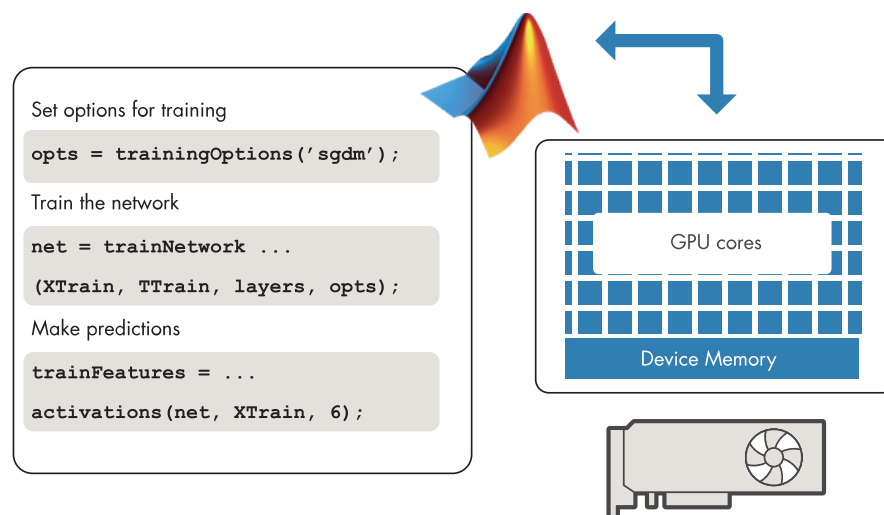 Set options for training
opts = trainingOptions(’sgdm’);
Train the network
net = trainNetwork ...
(XTrain, TTrain, layers, opts);
Make predictions
trainFeatures = ...
activations(net, XTrain, 6);
GPU cores
Device Memory